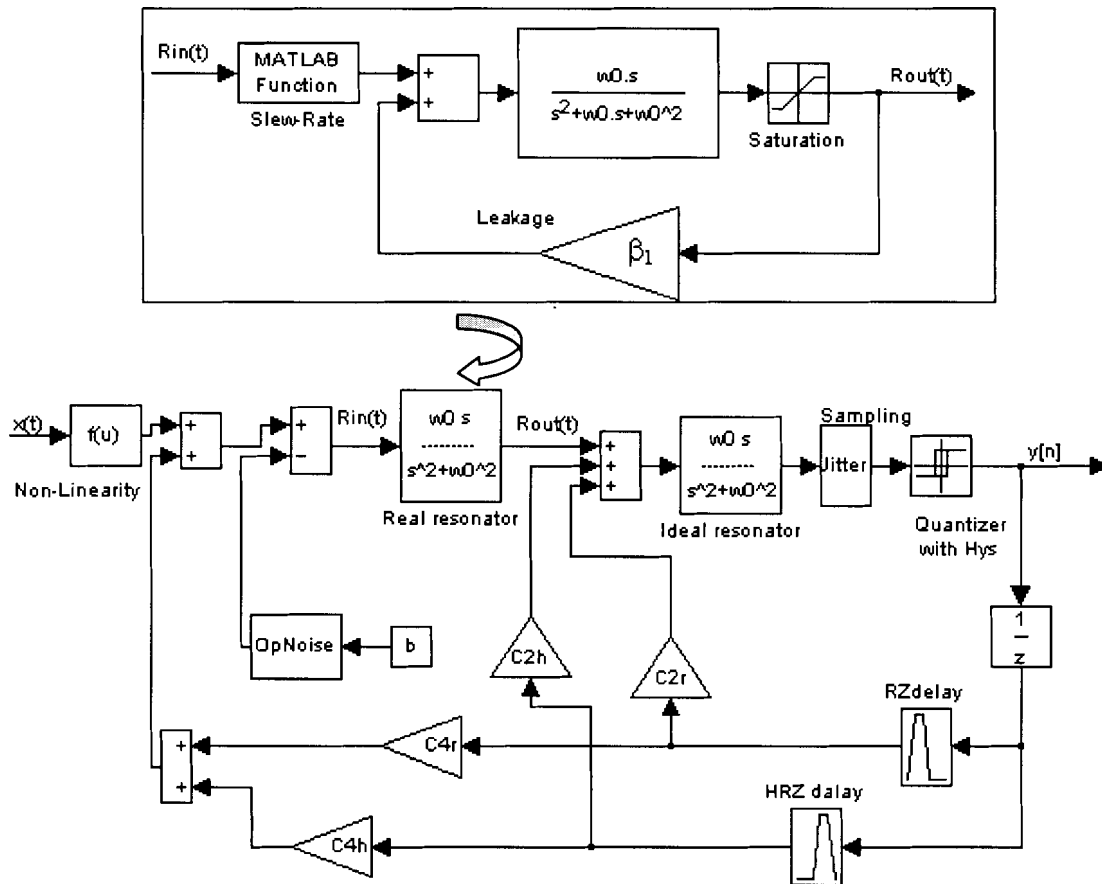 Rin(t)
MATLAB
Function
Slew-Rate
+
+
w0.s
s^2+w0.s+w0^2
Saturation
Rout(t)
Leakage
β1
x(t)
f(u)
Non-Linearity
+
+
+
−
Rin(t)
w0 s
--------
s^2+w0^2
Real resonator
Rout(t)
+
+
+
w0 s
--------
s^2+w0^2
Ideal resonator
Sampling
Jitter
Quantizer
with Hys
y[n]
OpNoise
b
C2h
C2r
1
z
RZdelay
+
+
C4r
HRZ dalay
C4h